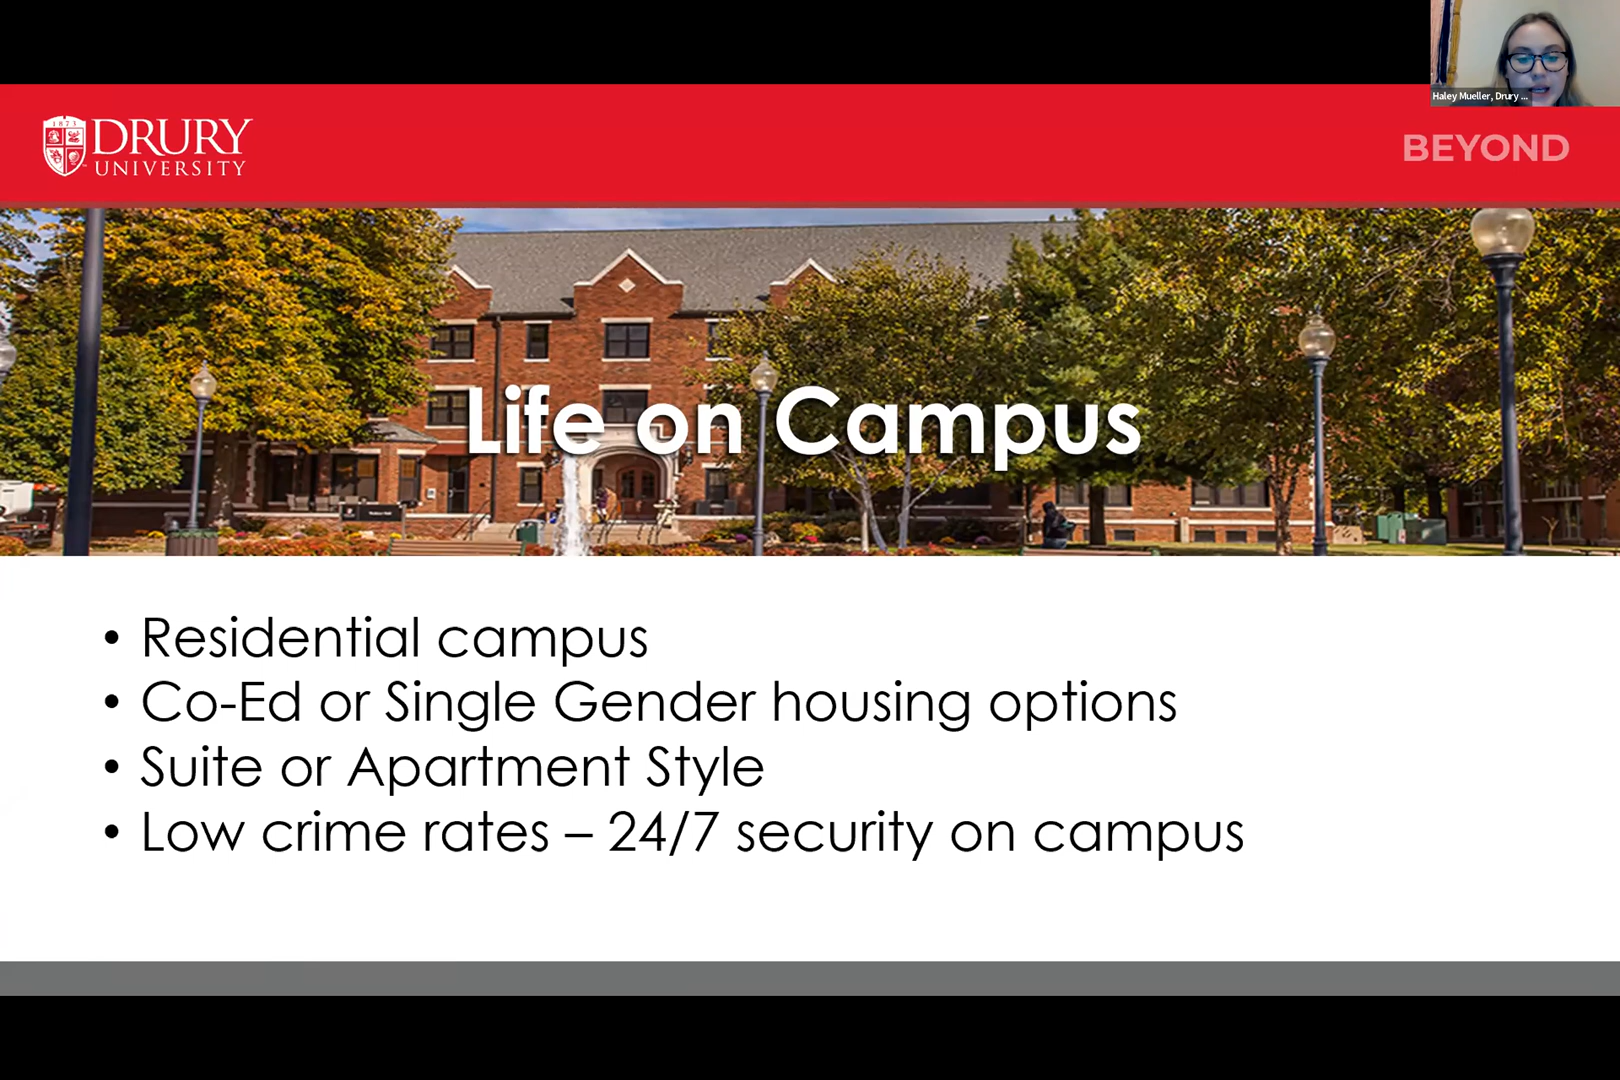 Haley Mueller, Drury ...
1873
DRURY
UNIVERSITY
BEYOND
Life on Campus
• Residential campus
• Co-Ed or Single Gender housing options
• Suite or Apartment Style
• Low crime rates – 24/7 security on campus